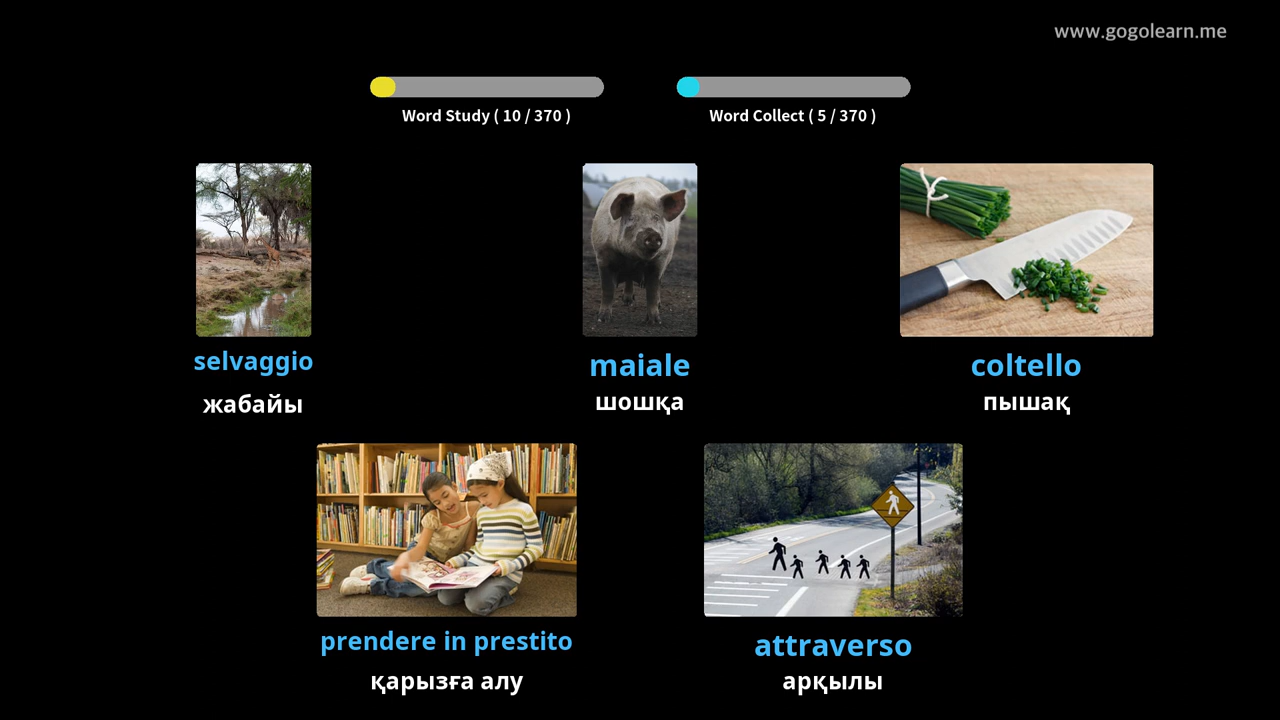 www.gogolearn.me
Word Study ( 10 / 370 )
Word Collect ( 5 / 370 )
selvaggio
жабайы
maiale
шошқа
coltello
пышақ
prendere in prestito
қарызға алу
attraverso
арқылы